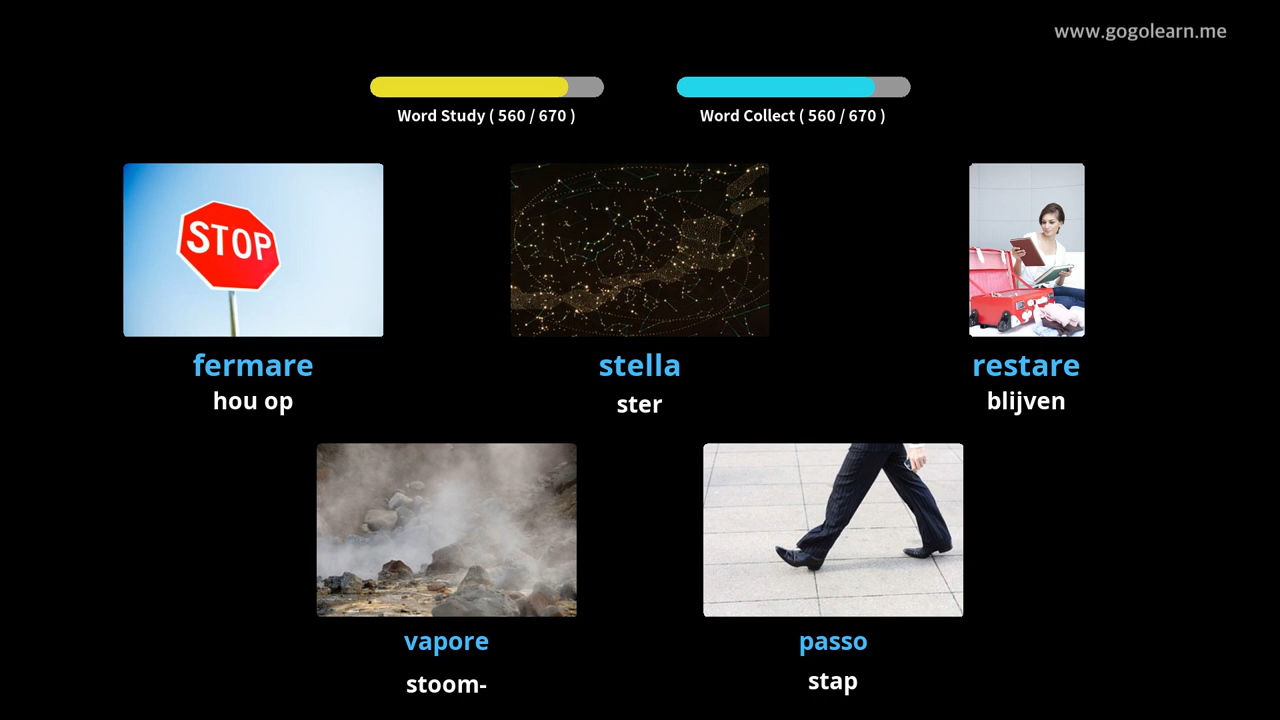 www.gogolearn.me
Word Study ( 560 / 670 )
Word Collect ( 560 / 670 )
STOP
fermare
hou op
stella
ster
restare
blijven
vapore
stoom-
passo
stap